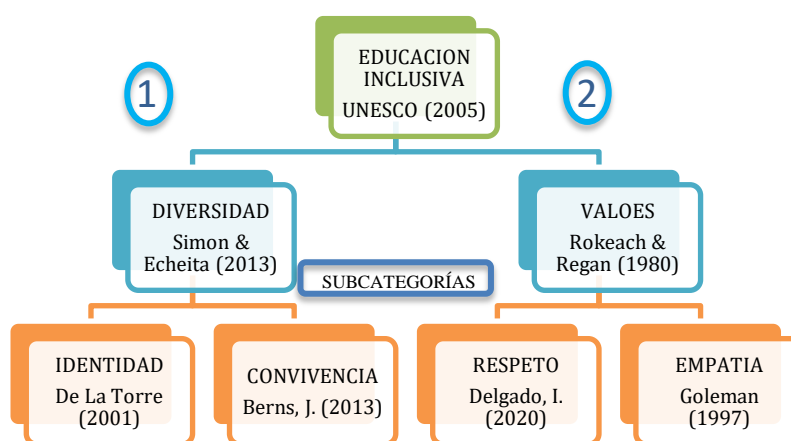 EDUCACION
INCLUSIVA
UNESCO (2005)
1
2
DIVERSIDAD
Simon &
Echeita (2013)
VALOES
Rokeach &
Regan (1980)
SUBCATEGORÍAS
IDENTIDAD
De La Torre
(2001)
CONVIVENCIA
Berns, J. (2013)
RESPETO
Delgado, I.
(2020)
EMPATIA
Goleman
(1997)